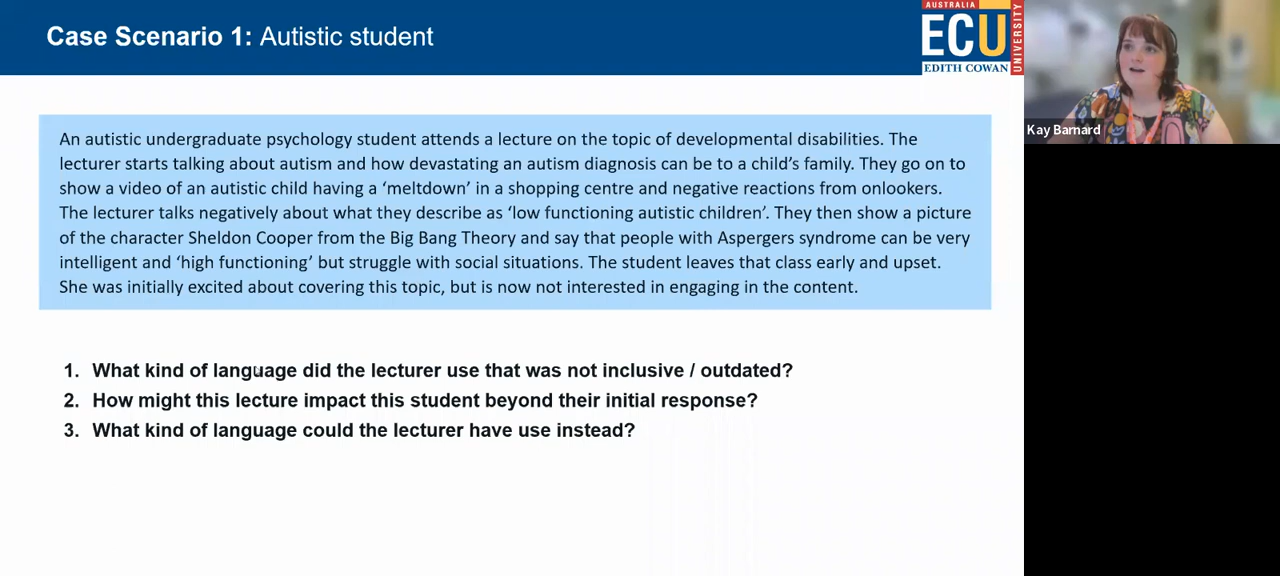 Case Scenario 1: Autistic student
AUSTRALIA
ECU
EDITH COWAN
UNIVERSITY
Kay Barnard
An autistic undergraduate psychology student attends a lecture on the topic of developmental disabilities. The
lecturer starts talking about autism and how devastating an autism diagnosis can be to a child’s family. They go on to
show a video of an autistic child having a ‘meltdown’ in a shopping centre and negative reactions from onlookers.
The lecturer talks negatively about what they describe as ‘low functioning autistic children’. They then show a picture
of the character Sheldon Cooper from the Big Bang Theory and say that people with Aspergers syndrome can be very
intelligent and ‘high functioning’ but struggle with social situations. The student leaves that class early and upset.
She was initially excited about covering this topic, but is now not interested in engaging in the content.
1. What kind of language did the lecturer use that was not inclusive / outdated?
2. How might this lecture impact this student beyond their initial response?
3. What kind of language could the lecturer have use instead?